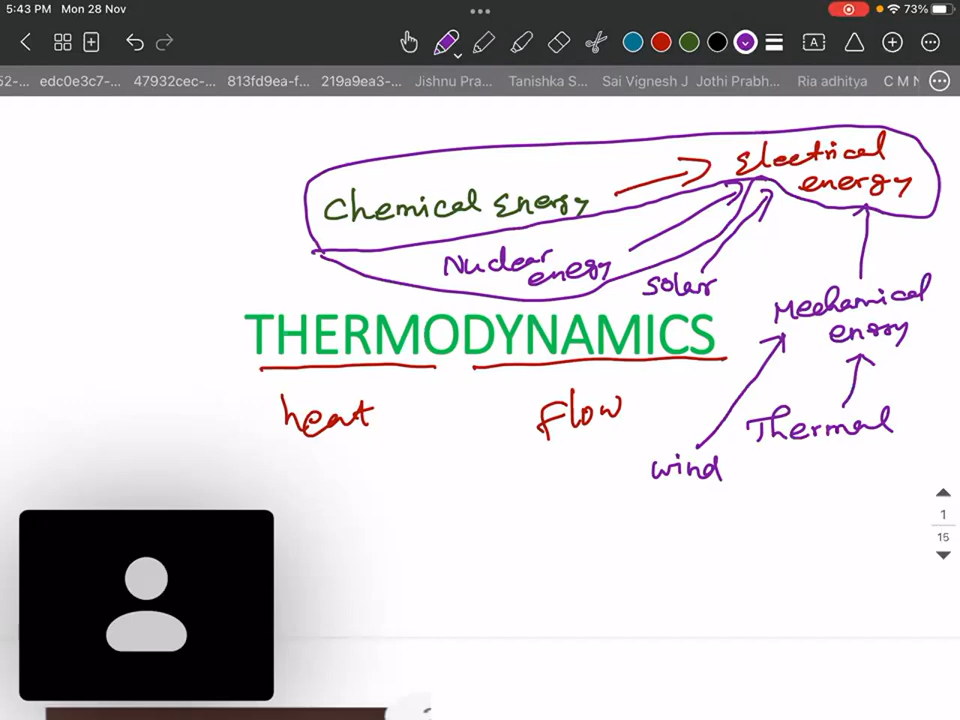 5:43 PM Mon 28 Nov
73%
52-... edc0e3c7-... 47932cec-... 813fd9ea-f... 219a9ea3-... Jishnu Pra... Tanishka S... Sai Vignesh J Jothi Prabh... Ria adhitya C M N
Chemical Energy
Electrical
energy
Nuclear
energy
Solar
Mechanical
energy
THERMODYNAMICS
heat
flow
Thermal
wind
1
15